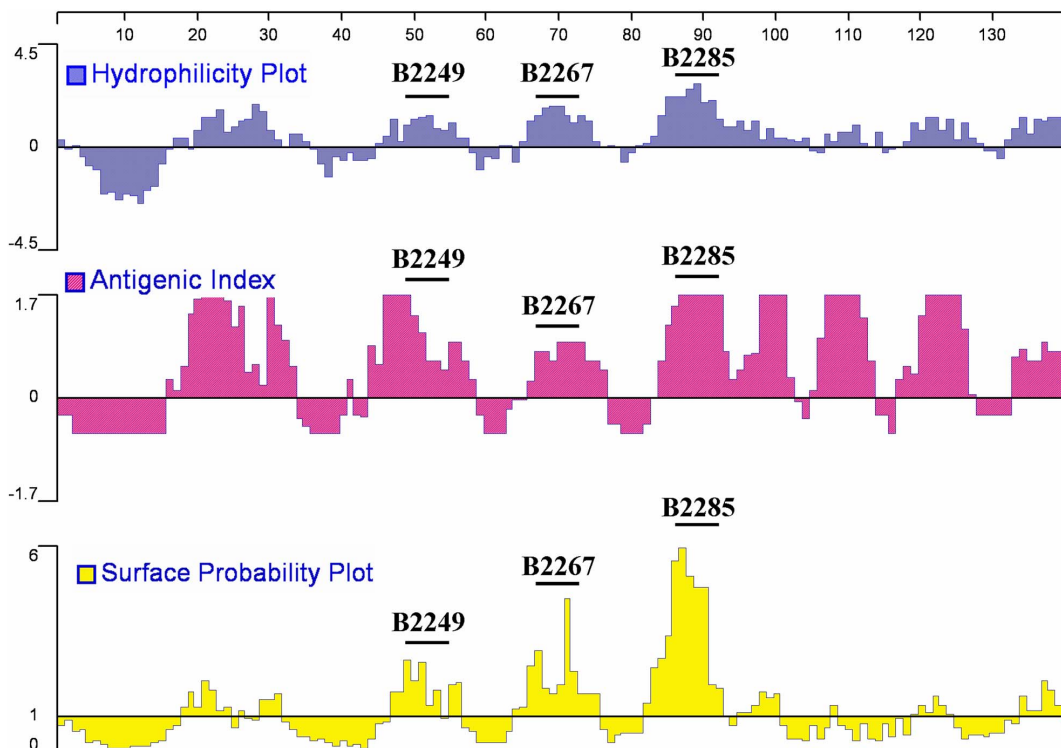 10 20 30 40 50 60 70 80 90 100 110 120 130
4.5
Hydrophilicity Plot
B2249 B2267 B2285
0
-4.5
B2249 B2285
Antigenic Index
1.7
B2267
0
-1.7
B2285
6
B2267
Surface Probability Plot
B2249
1
0